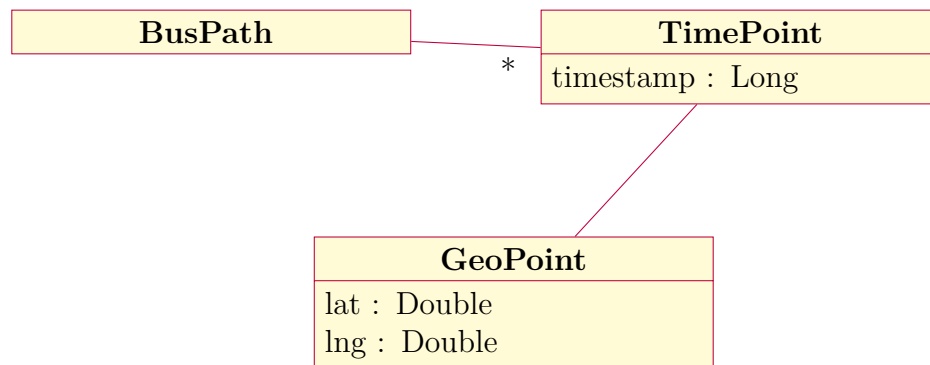 BusPath
TimePoint
*
timestamp : Long
GeoPoint
lat : Double
lng : Double